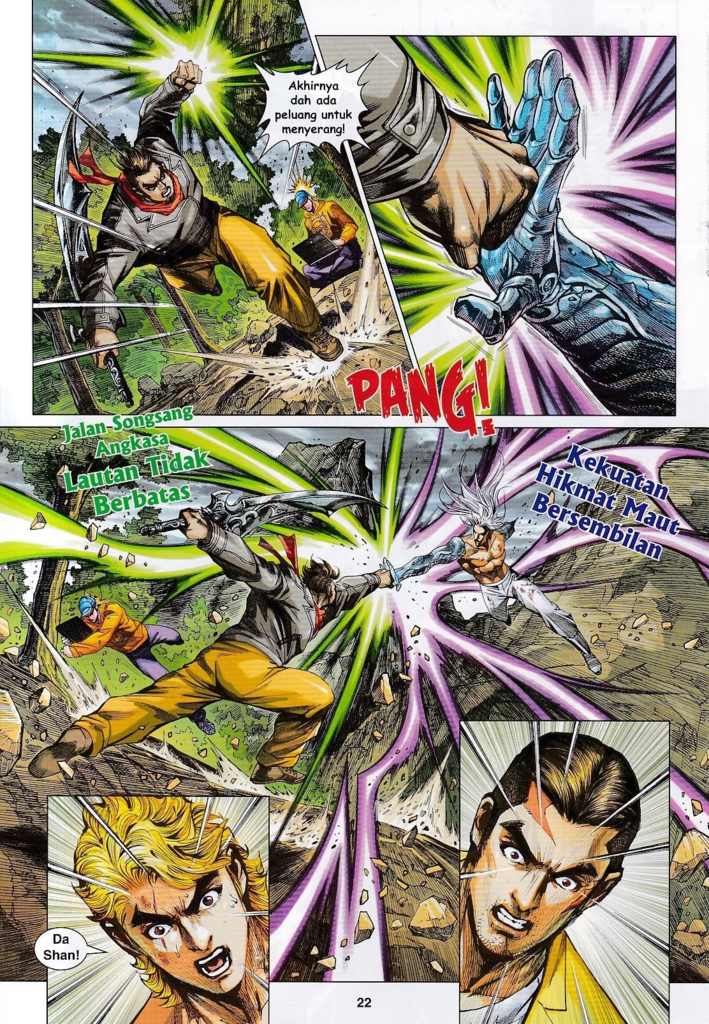 Akhirnya
dah ada
peluang untuk
menyerang!
PANG!
Jalan Songsang
Angkasa
Lautan Tidak
Berbatas
Kekuatan
Hikmat Maut
Bersembilan
Da
Shan!
22